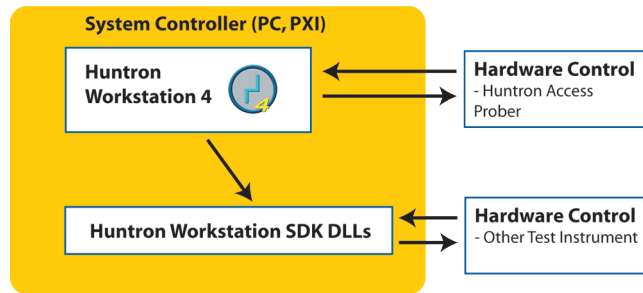 System Controller (PC, PXI)
Huntron
Workstation 4
4
Hardware Control
- Huntron Access
Prober
Huntron Workstation SDK DLLs
Hardware Control
- Other Test Instrument